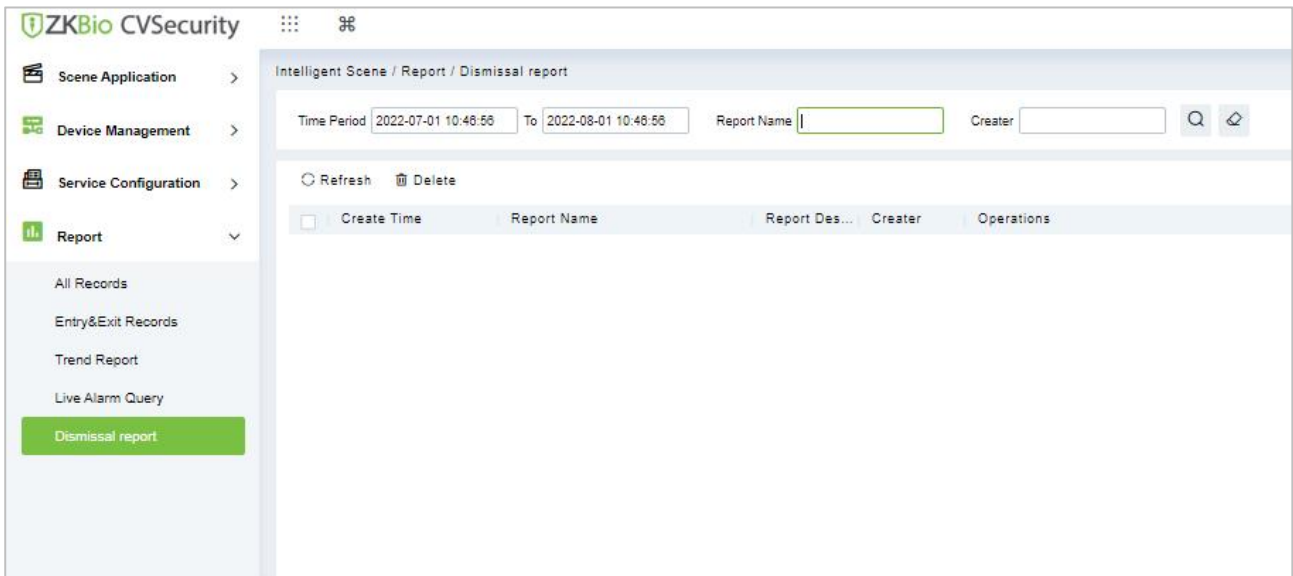 ZKBio CVSecurity
Scene Application
Device Management
Service Configuration
Report
All Records
Entry&Exit Records
Trend Report
Live Alarm Query
Dismissal report
Intelligent Scene / Report / Dismissal report
Time Period 2022-07-01 10:46:56 To 2022-08-01 10:46:56 Report Name Creater
Refresh Delete
Create Time Report Name Report Des... Creater Operations